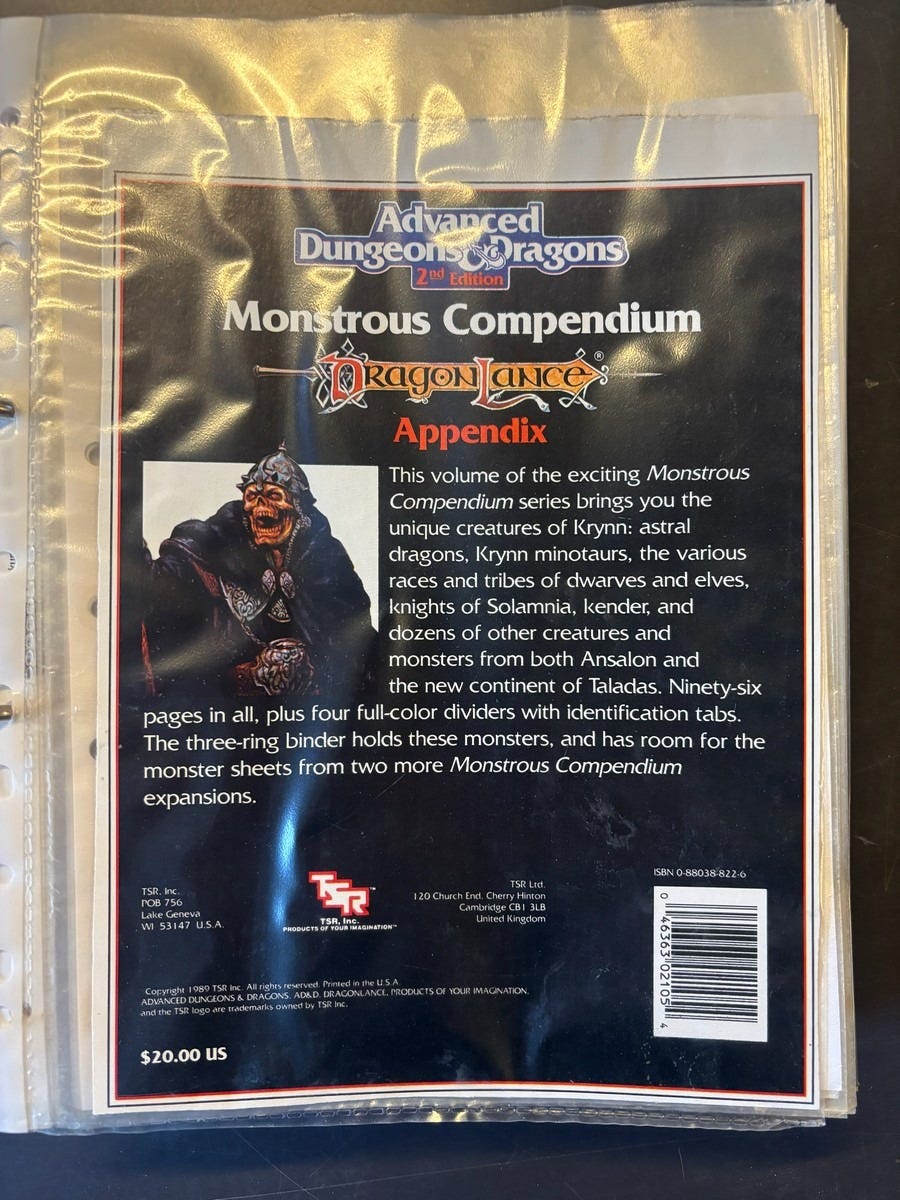 Advanced
Dungeons & Dragons
2nd Edition
Monstrous Compendium
DRAGONLANCE®
Appendix
This volume of the exciting Monstrous
Compendium series brings you the
unique creatures of Krynn: astral
dragons, Krynn minotaurs, the various
races and tribes of dwarves and elves,
knights of Solamnia, kender, and
dozens of other creatures and
monsters from both Ansalon and
the new continent of Taladas. Ninety-six
pages in all, plus four full-color dividers with identification tabs.
The three-ring binder holds these monsters, and has room for the
monster sheets from two more Monstrous Compendium
expansions.
TSR, Inc.
POB 756
Lake Geneva
WI 53147 U.S.A.
TSR™
TSR, Inc.
PRODUCTS OF YOUR IMAGINATION™
TSR Ltd.
120 Church End, Cherry Hinton
Cambridge CB1 3LB
United Kingdom
ISBN 0-88038-822-6
0 46363 02105 4
Copyright 1989 TSR Inc. All rights reserved. Printed in the U.S.A.
ADVANCED DUNGEONS & DRAGONS, AD&D, DRAGONLANCE, PRODUCTS OF YOUR IMAGINATION,
and the TSR logo are trademarks owned by TSR Inc.
$20.00 US